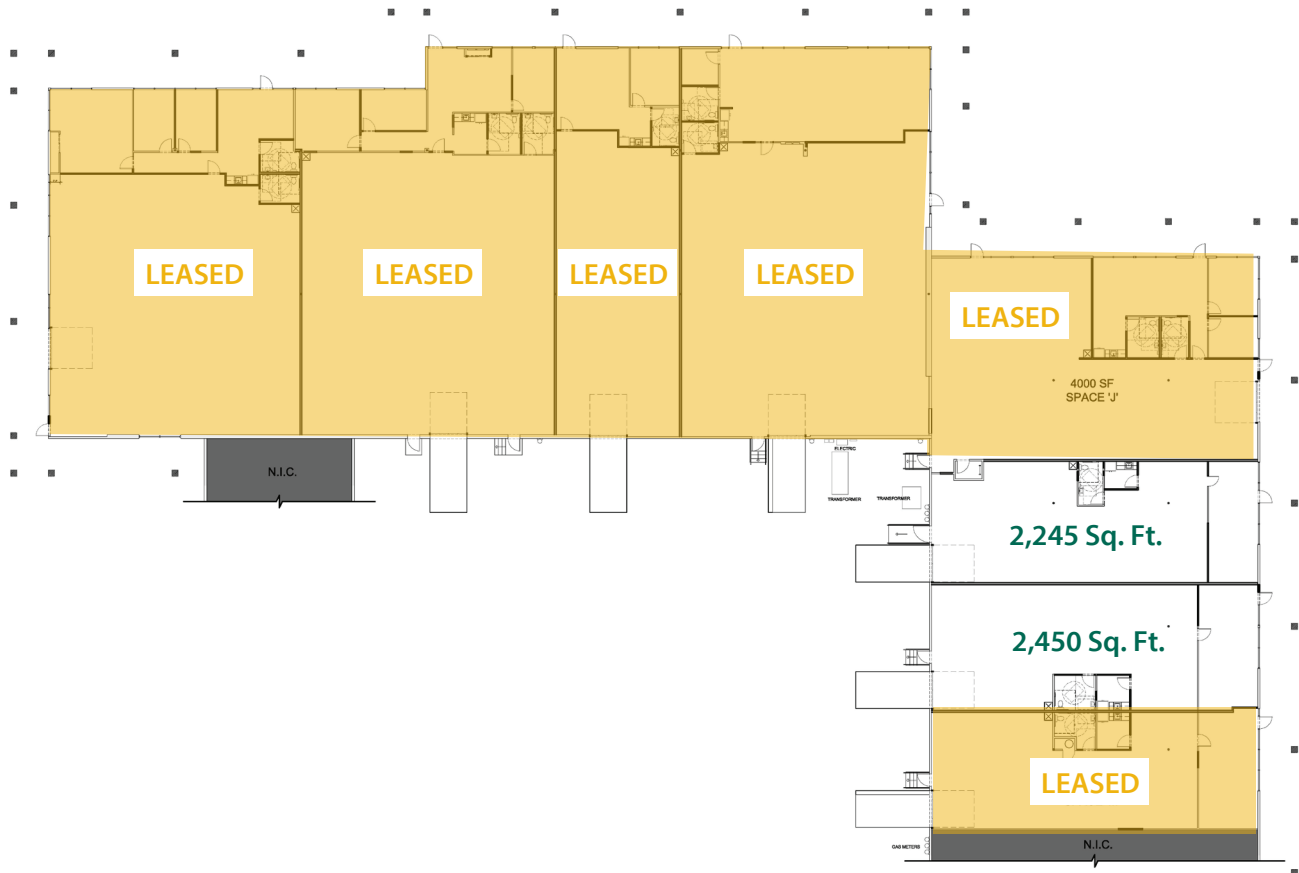 LEASED
LEASED
LEASED
LEASED
LEASED
4000 SF
SPACE 'J'
N.I.C.
ELECTRIC
TRANSFORMER
TRANSFORMER
2,245 Sq. Ft.
2,450 Sq. Ft.
LEASED
GAS METERS
N.I.C.